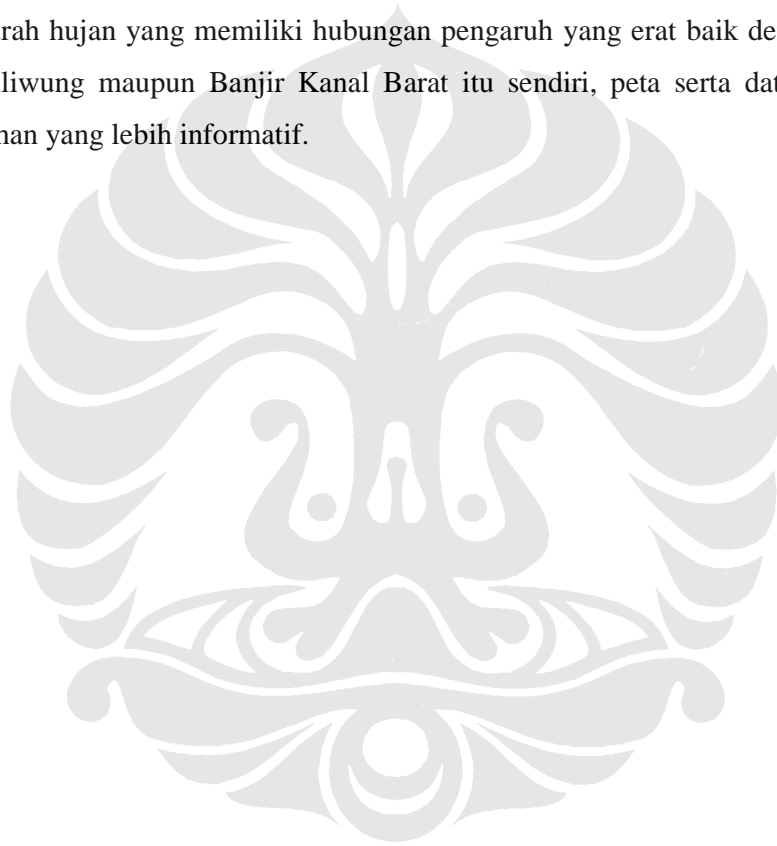 rah hujan yang memiliki hubungan pengaruh yang erat baik de
liwung maupun Banjir Kanal Barat itu sendiri, peta serta dat
nan yang lebih informatif.